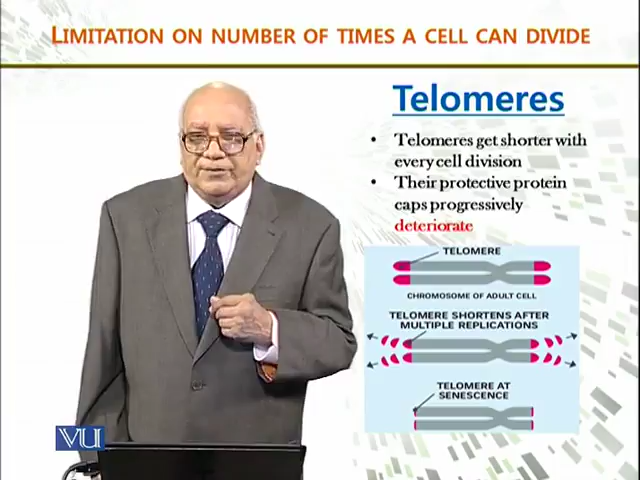 LIMITATION ON NUMBER OF TIMES A CELL CAN DIVIDE
Telomeres
• Telomeres get shorter with
every cell division
• Their protective protein
caps progressively
deteriorate
TELOMERE
CHROMOSOME OF ADULT CELL
TELOMERE SHORTENS AFTER
MULTIPLE REPLICATIONS
TELOMERE AT
SENESCENCE
VU